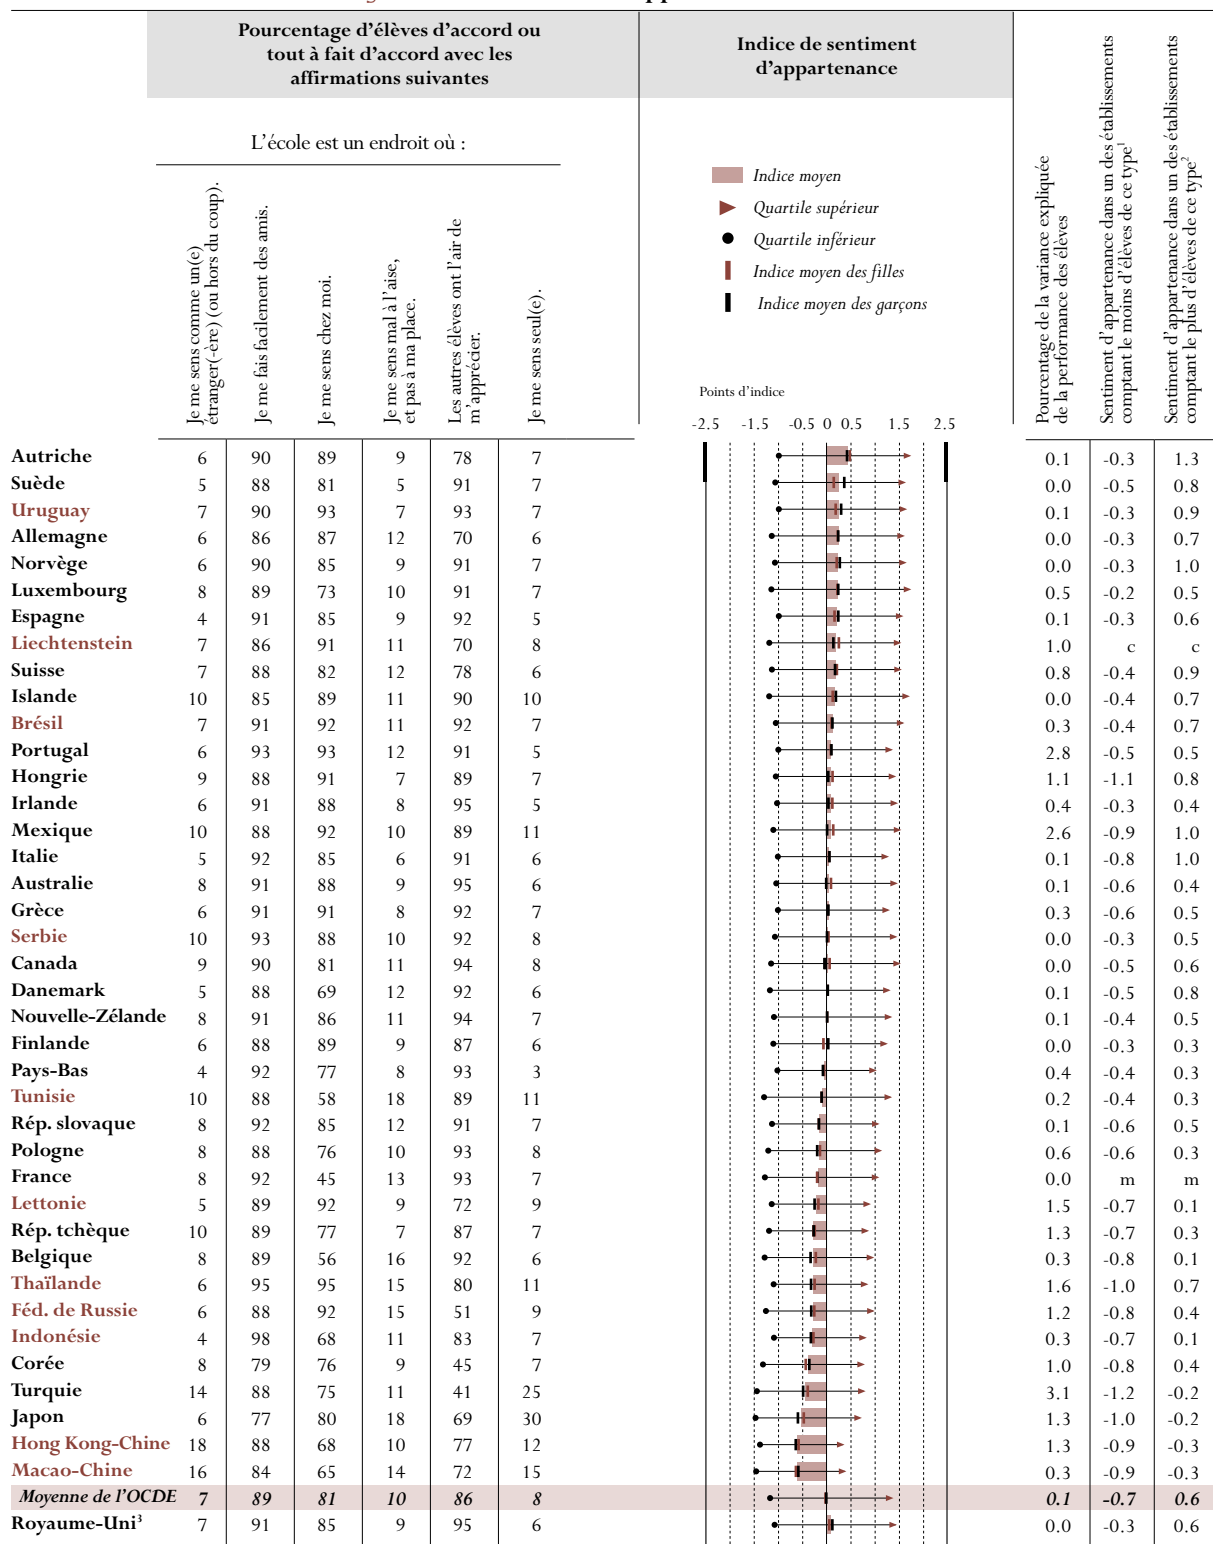 Pourcentage d'élèves d'accord ou
tout à fait d'accord avec les
affirmations suivantes
Indice de sentiment
d'appartenance
L'école est un endroit où :
Je me sens comme un(e)
étranger(-ère) (ou hors du coup).
Je me fais facilement des amis.
Je me sens chez moi.
Je me sens mal à l'aise,
et pas à ma place.
Les autres élèves ont l'air de
m'apprécier.
Je me sens seul(e).
Indice moyen
Quartile supérieur
Quartile inférieur
Indice moyen des filles
Indice moyen des garçons
Pourcentage de la variance expliquée
de la performance des élèves
Sentiment d'appartenance dans un des établissements
comptant le moins d'élèves de ce type¹
Sentiment d'appartenance dans un des établissements
comptant le plus d'élèves de ce type²
Points d'indice
-2.5 -1.5 -0.5 0 0.5 1.5 2.5
Autriche 6 90 89 9 78 7 0.1 -0.3 1.3
Suède 5 88 81 5 91 7 0.0 -0.5 0.8
Uruguay 7 90 93 7 93 7 0.1 -0.3 0.9
Allemagne 6 86 87 12 70 6 0.0 -0.3 0.7
Norvège 6 90 85 9 91 7 0.0 -0.3 1.0
Luxembourg 8 89 73 10 91 7 0.5 -0.2 0.5
Espagne 4 91 85 9 92 5 0.1 -0.3 0.6
Liechtenstein 7 86 91 11 70 8 1.0 c c
Suisse 7 88 82 12 78 6 0.8 -0.4 0.9
Islande 10 85 89 11 90 10 0.0 -0.4 0.7
Brésil 7 91 92 11 92 7 0.3 -0.4 0.7
Portugal 6 93 93 12 91 5 2.8 -0.5 0.5
Hongrie 9 88 91 7 89 7 1.1 -1.1 0.8
Irlande 6 91 88 8 95 5 0.4 -0.3 0.4
Mexique 10 88 92 10 89 11 2.6 -0.9 1.0
Italie 5 92 85 6 91 6 0.1 -0.8 1.0
Australie 8 91 88 9 95 6 0.1 -0.6 0.4
Grèce 6 91 91 8 92 7 0.3 -0.6 0.5
Serbie 10 93 88 10 92 8 0.0 -0.3 0.5
Canada 9 90 81 11 94 8 0.0 -0.5 0.6
Danemark 5 88 69 12 92 6 0.1 -0.5 0.8
Nouvelle-Zélande 8 91 86 11 94 7 0.1 -0.4 0.5
Finlande 6 88 89 9 87 6 0.0 -0.3 0.3
Pays-Bas 4 92 77 8 93 3 0.4 -0.4 0.3
Tunisie 10 88 58 18 89 11 0.2 -0.4 0.3
Rép. slovaque 8 92 85 12 91 7 0.1 -0.6 0.5
Pologne 8 88 76 10 93 8 0.6 -0.6 0.3
France 8 92 45 13 93 7 0.0 m m
Lettonie 5 89 92 9 72 9 1.5 -0.7 0.1
Rép. tchèque 10 89 77 7 87 7 1.3 -0.7 0.3
Belgique 8 89 56 16 92 6 0.3 -0.8 0.1
Thaïlande 6 95 95 15 80 11 1.6 -1.0 0.7
Féd. de Russie 6 88 92 15 51 9 1.2 -0.8 0.4
Indonésie 4 98 68 11 83 7 0.3 -0.7 0.1
Corée 8 79 76 9 45 7 1.0 -0.8 0.4
Turquie 14 88 75 11 41 25 3.1 -1.2 -0.2
Japon 6 77 80 18 69 30 1.3 -1.0 -0.2
Hong Kong-Chine 18 88 68 10 77 12 1.3 -0.9 -0.3
Macao-Chine 16 84 65 14 72 15 0.3 -0.9 -0.3
Moyenne de l'OCDE 7 89 81 10 86 8 0.1 -0.7 0.6
Royaume-Uni³ 7 91 85 9 95 6 0.0 -0.3 0.6